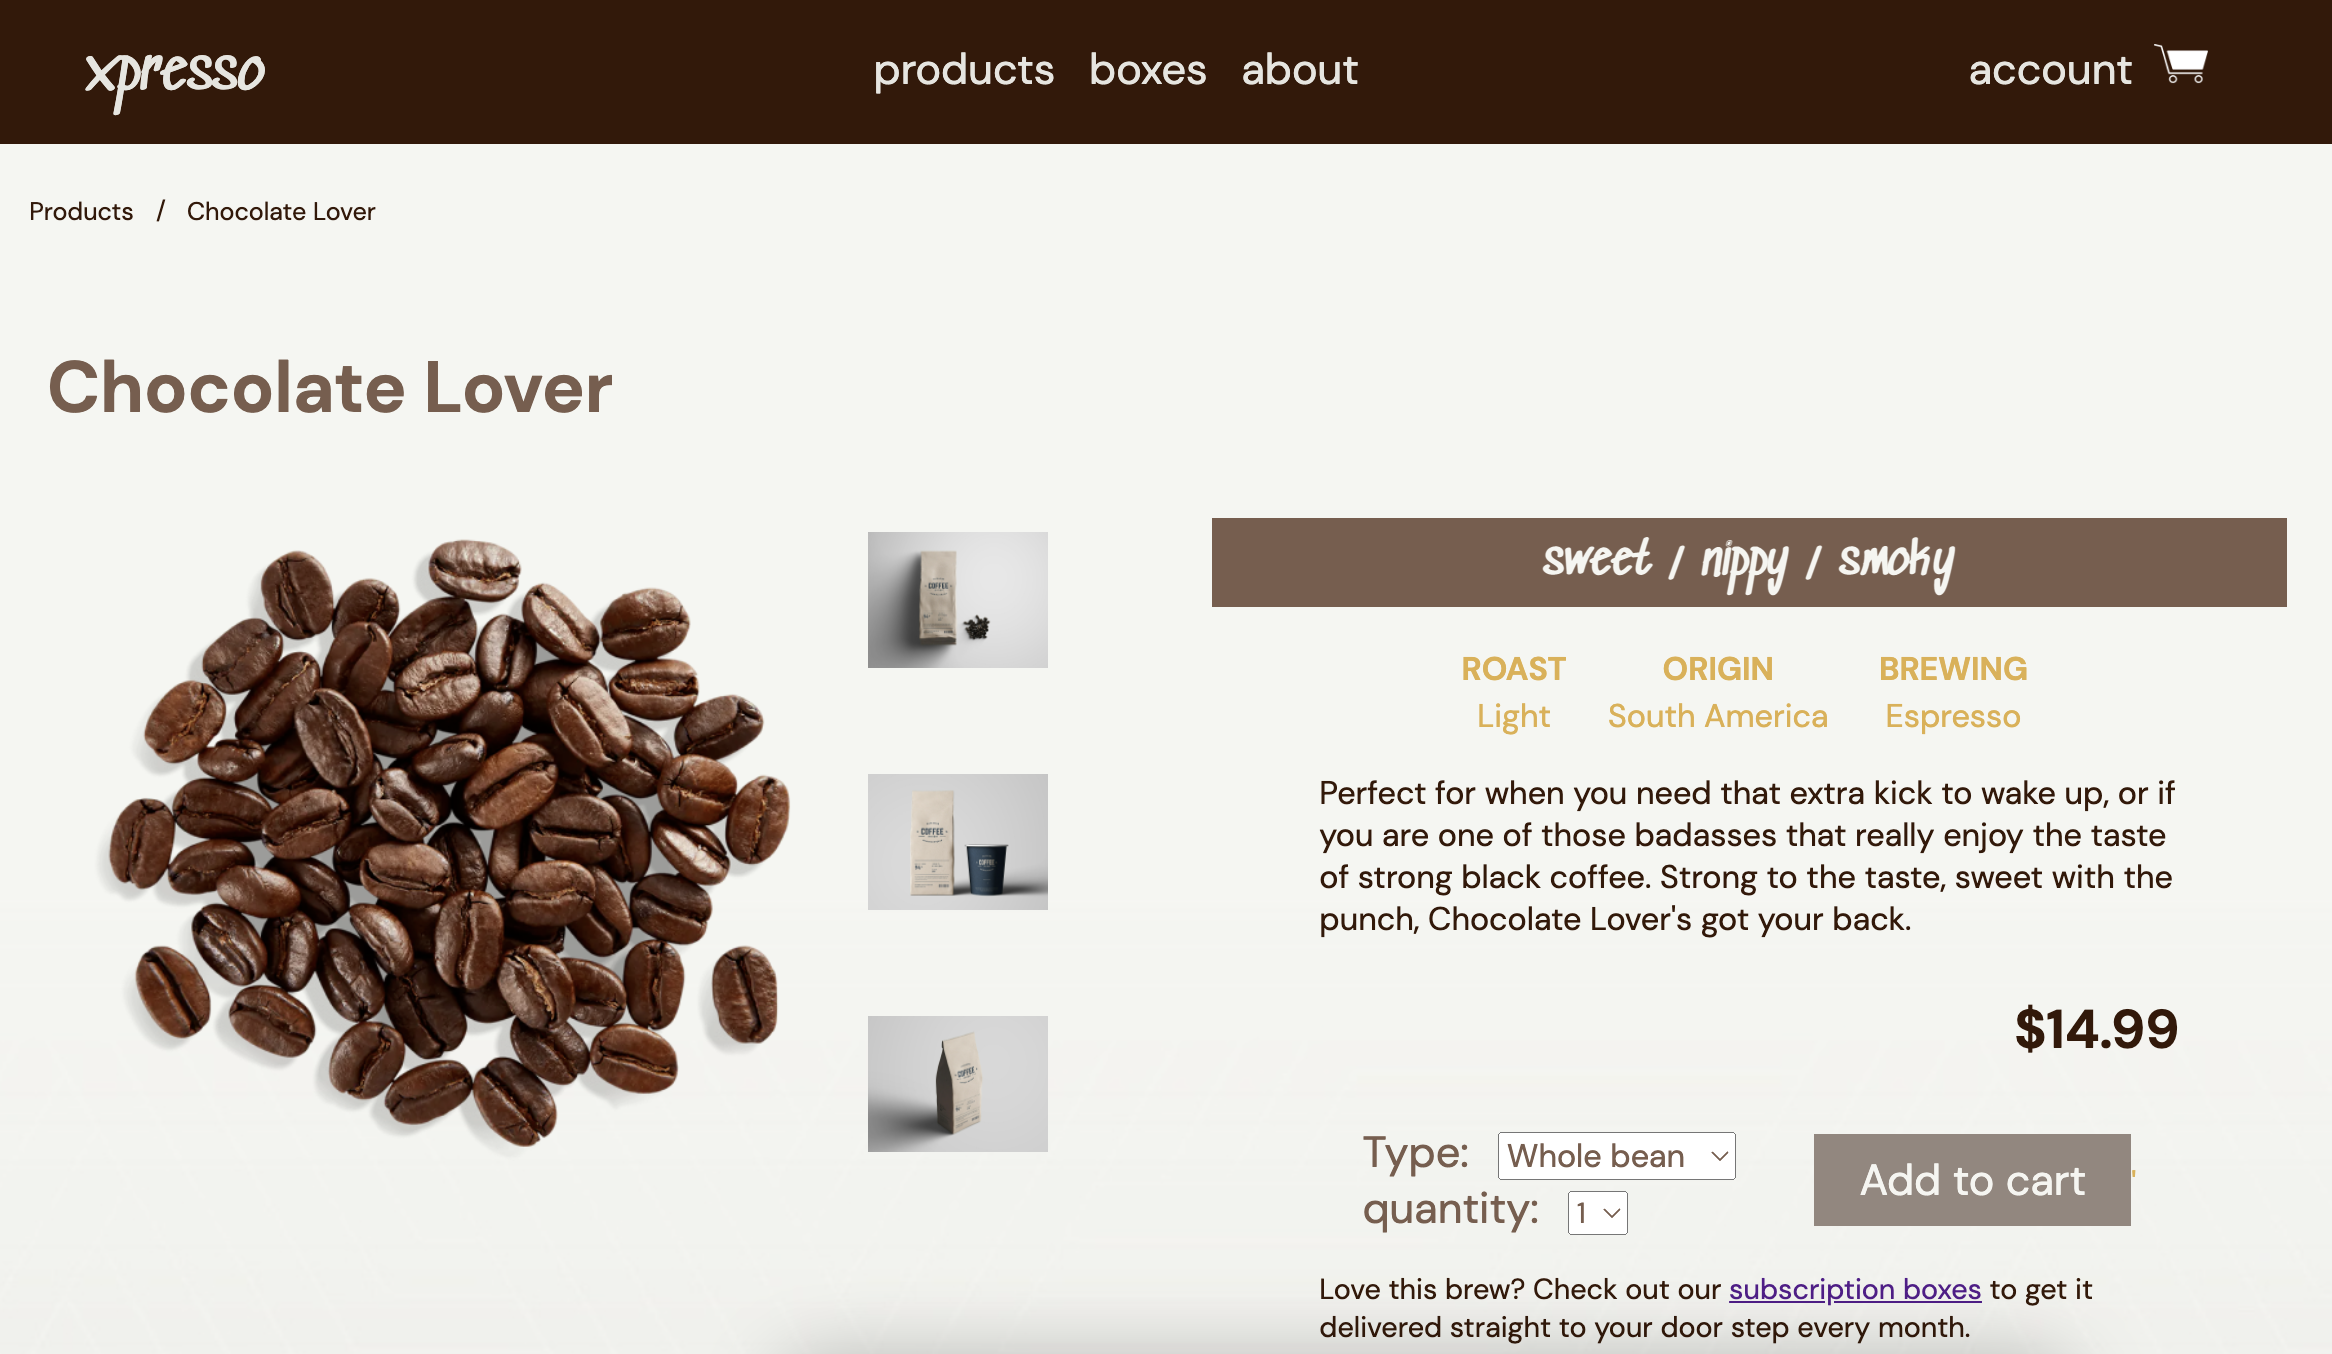 xpresso
products boxes about
account
Products / Chocolate Lover
Chocolate Lover
COFFEE
COFFEE
COFFEE
COFFEE
sweet / nippy / smoky
ROAST ORIGIN BREWING
Light South America Espresso
Perfect for when you need that extra kick to wake up, or if
you are one of those badasses that really enjoy the taste
of strong black coffee. Strong to the taste, sweet with the
punch, Chocolate Lover's got your back.
$14.99
Type: Whole bean
Add to cart '
quantity: 1
Love this brew? Check out our subscription boxes to get it
delivered straight to your door step every month.